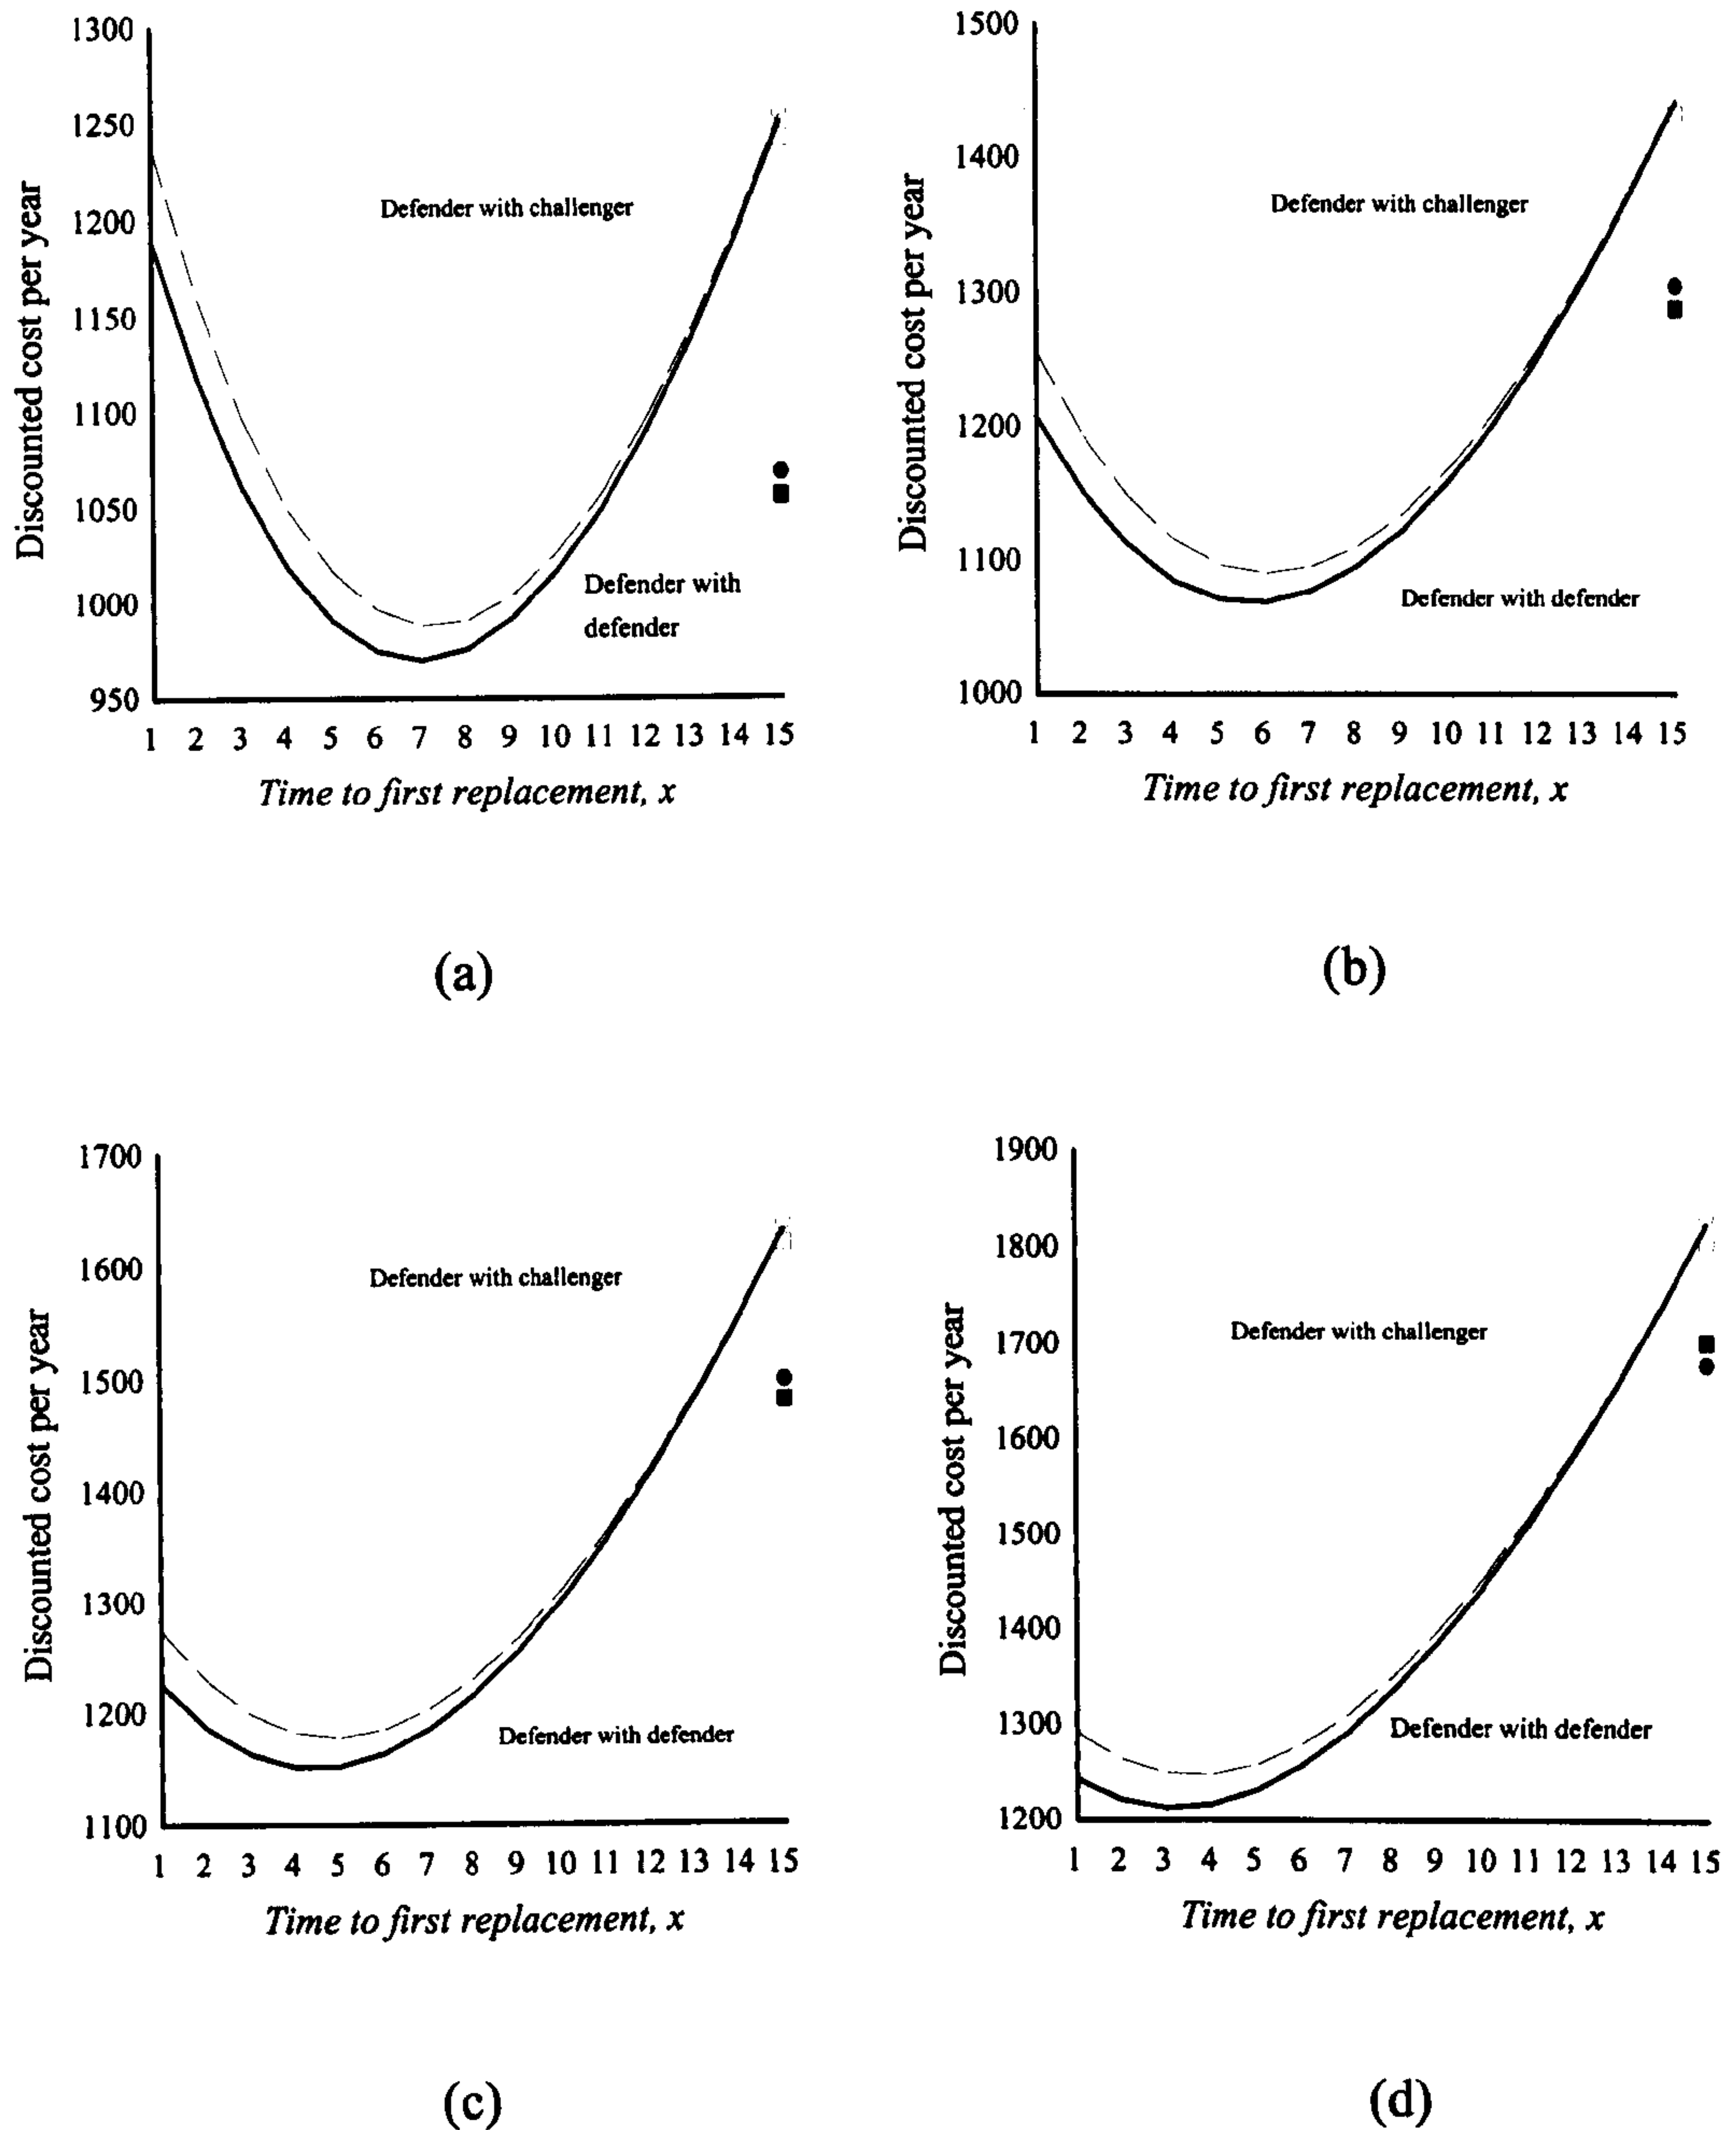 1300
1250
1200
1150
1100
1050
1000
950
Discounted cost per year
Defender with challenger
Defender with
defender
1 2 3 4 5 6 7 8 9 10 11 12 13 14 15
Time to first replacement, x
(a)
1500
1400
1300
1200
1100
1000
Discounted cost per year
Defender with challenger
Defender with defender
1 2 3 4 5 6 7 8 9 10 11 12 13 14 15
Time to first replacement, x
(b)
1700
1600
1500
1400
1300
1200
1100
Discounted cost per year
Defender with challenger
Defender with defender
1 2 3 4 5 6 7 8 9 10 11 12 13 14 15
Time to first replacement, x
(c)
1900
1800
1700
1600
1500
1400
1300
1200
Discounted cost per year
Defender with challenger
Defender with defender
1 2 3 4 5 6 7 8 9 10 11 12 13 14 15
Time to first replacement, x
(d)